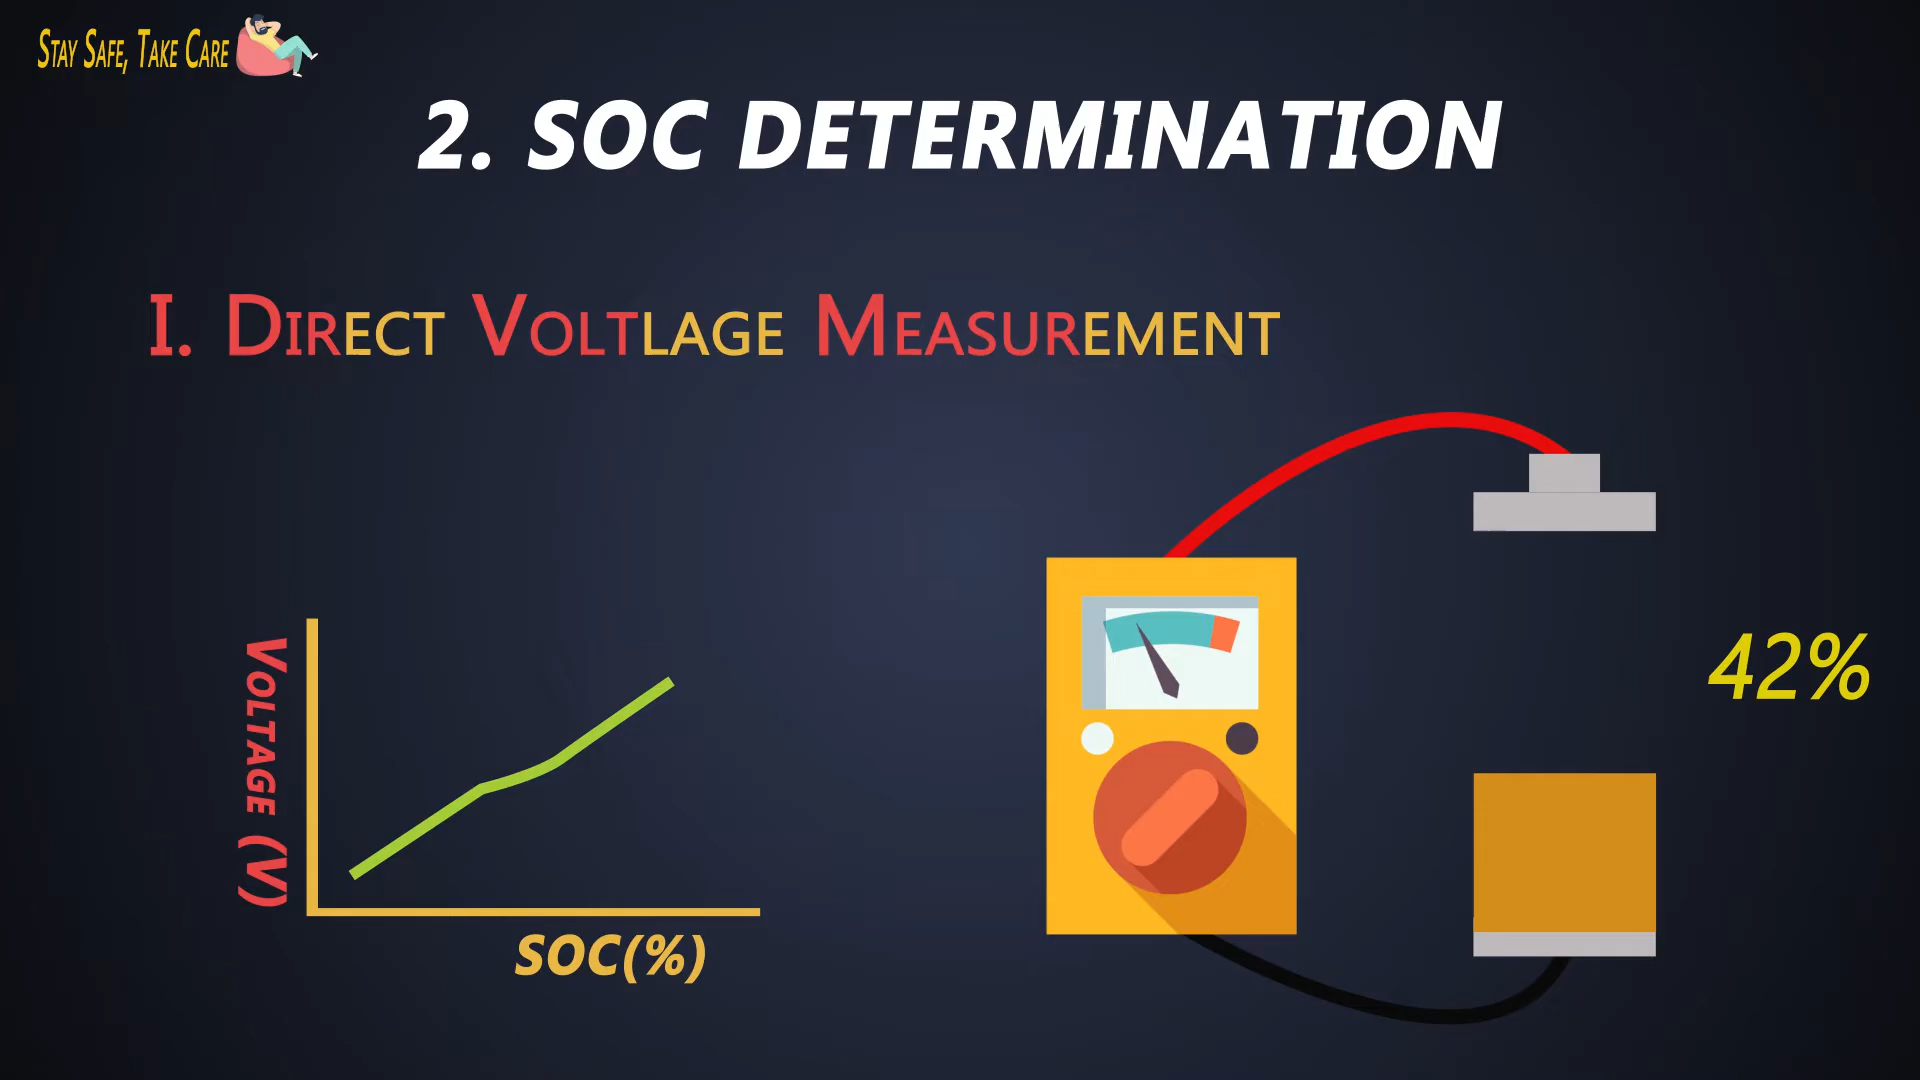 Stay Safe, Take Care
2. SOC DETERMINATION
I. Direct Voltlage Measurement
42%
Voltage (V)
SOC(%)